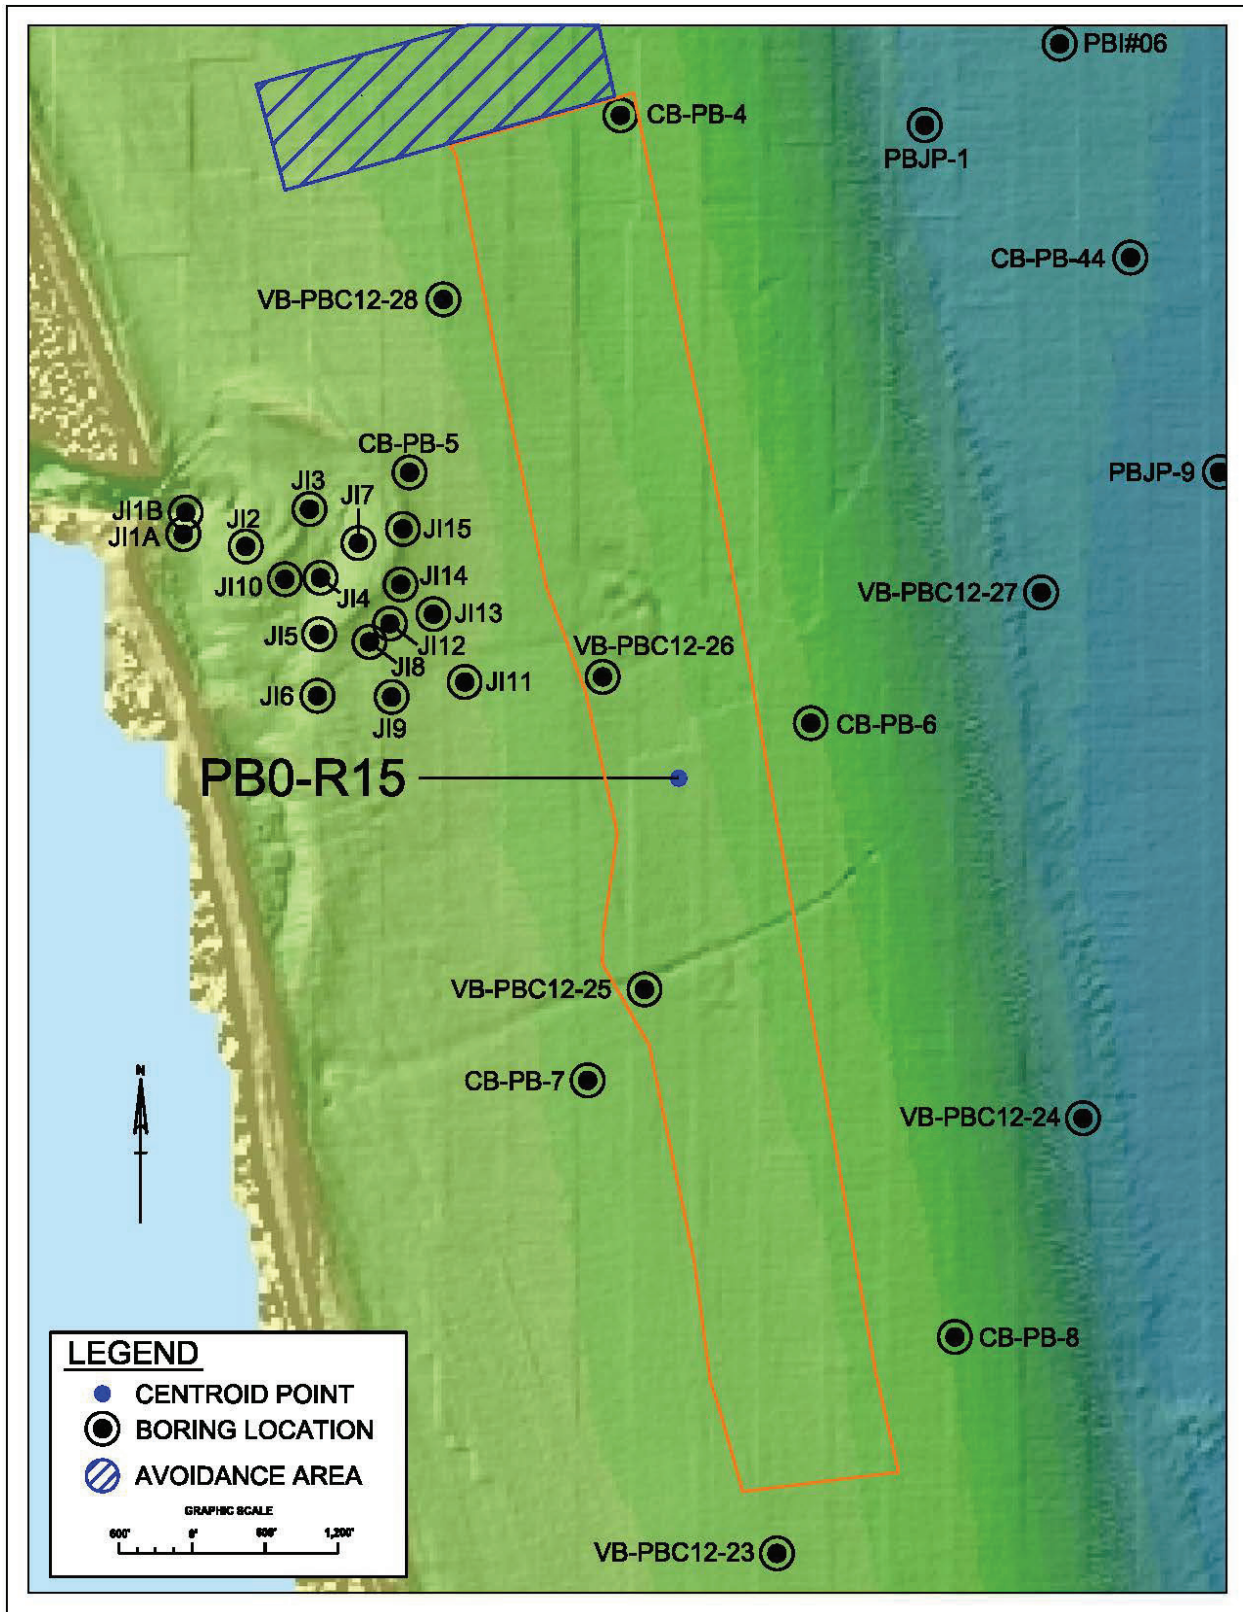 PBI#06
CB-PB-4
PBJP-1
CB-PB-44
VB-PBC12-28
CB-PB-5
PBJP-9
JI3
JI7
JI1B
JI2
JI15
JI1A
JI10
JI4
JI14
VB-PBC12-27
JI13
JI5
JI12
VB-PBC12-26
JI8
JI11
JI6
JI9
CB-PB-6
PB0-R15
VB-PBC12-25
CB-PB-7
N
VB-PBC12-24
CB-PB-8
LEGEND
CENTROID POINT
BORING LOCATION
AVOIDANCE AREA
GRAPHIC SCALE
600' 0' 600' 1,200'
VB-PBC12-23